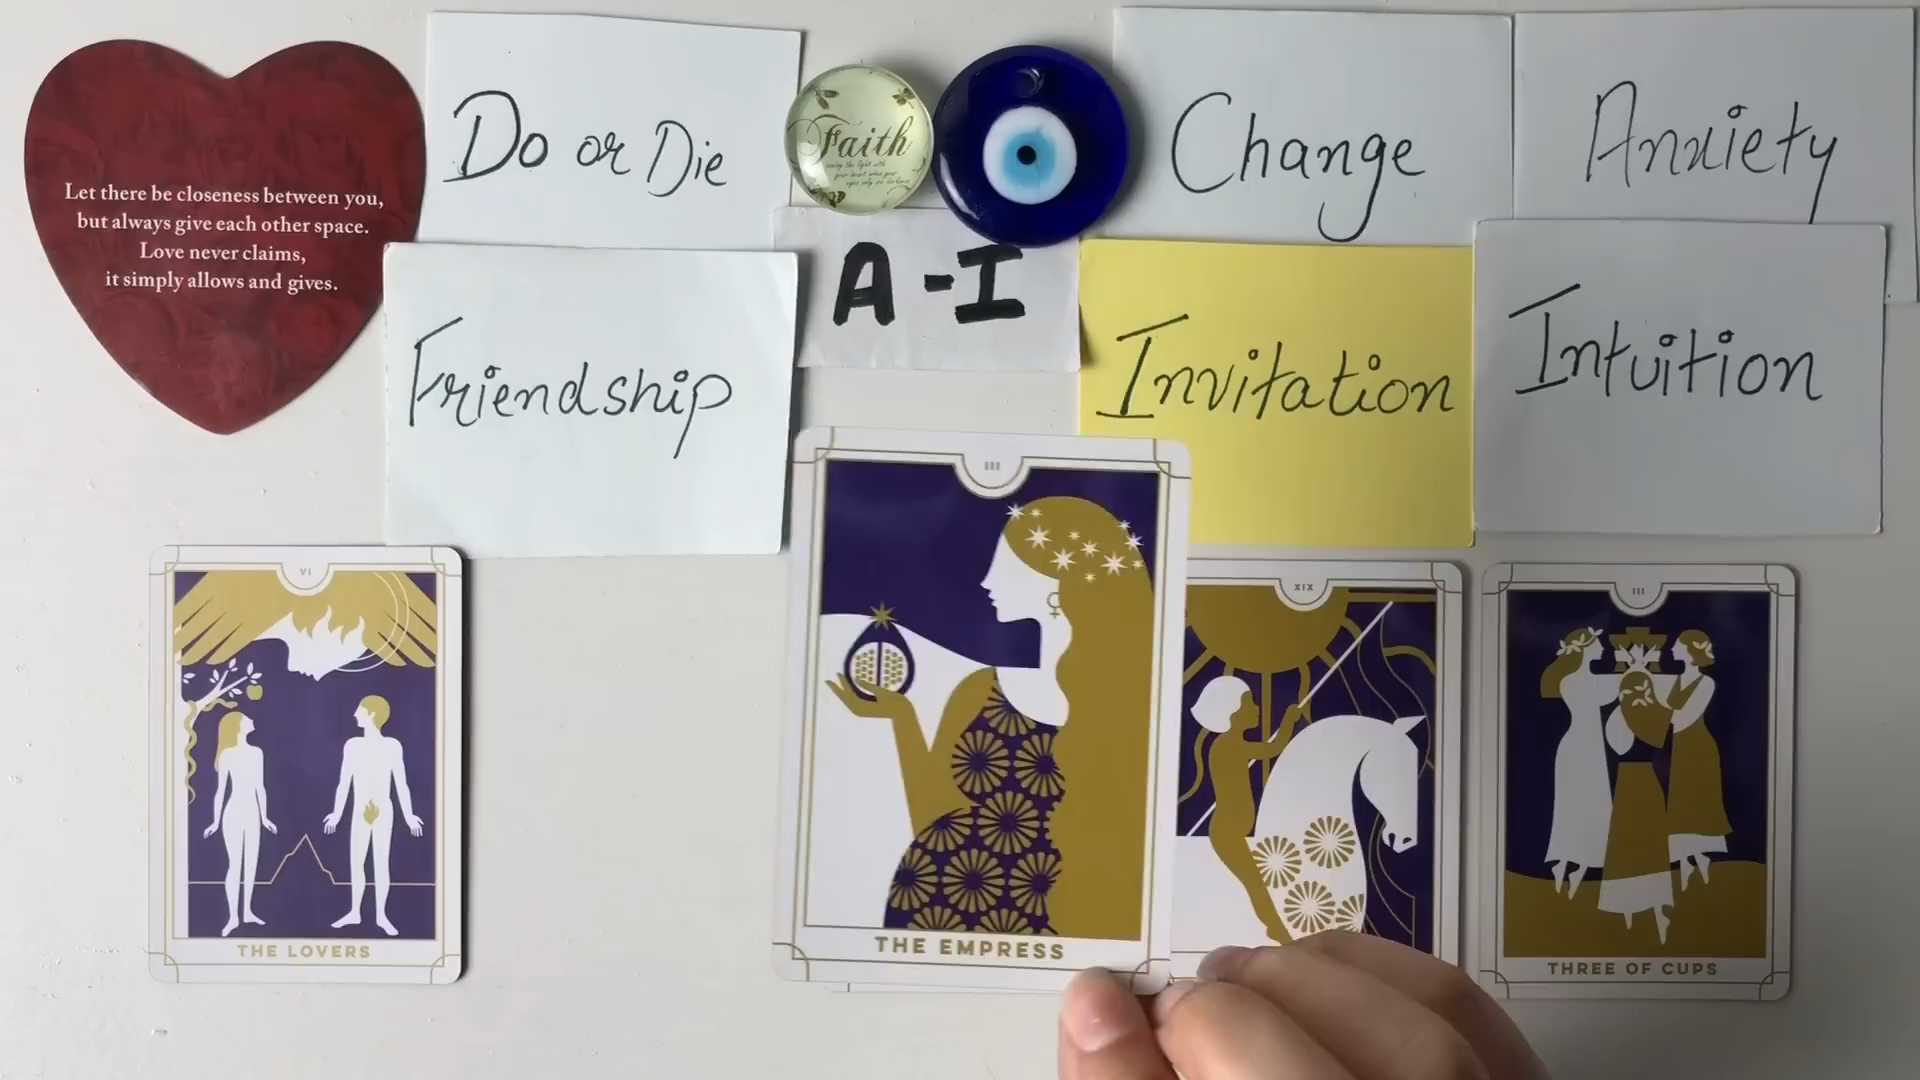 Let there be closeness between you,
but always give each other space.
Love never claims,
it simply allows and gives.
Do or Die
Faith
Change
Anxiety
Friendship
A-I
Invitation
Intuition
VI
THE LOVERS
III
THE EMPRESS
XIX
III
THREE OF CUPS